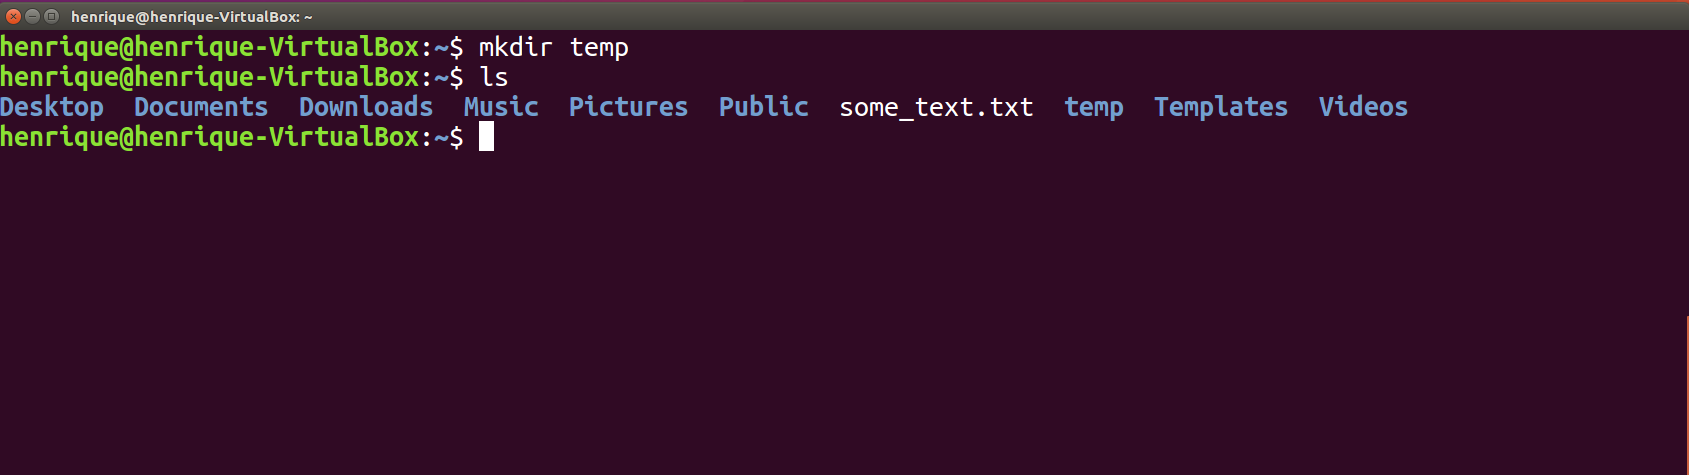 henrique@henrique-VirtualBox: ~
henrique@henrique-VirtualBox:~$ mkdir temp
henrique@henrique-VirtualBox:~$ ls
Desktop  Documents  Downloads  Music  Pictures  Public  some_text.txt  temp  Templates  Videos
henrique@henrique-VirtualBox:~$